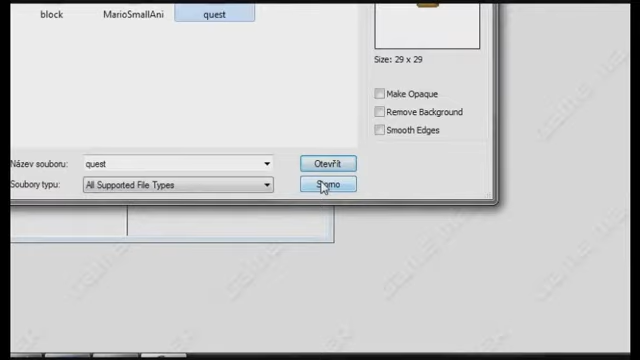 block MarioSmallAni quest
Size: 29 x 29
Make Opaque
Remove Background
Smooth Edges
Název souboru: quest Otevřít
Soubory typu: All Supported File Types